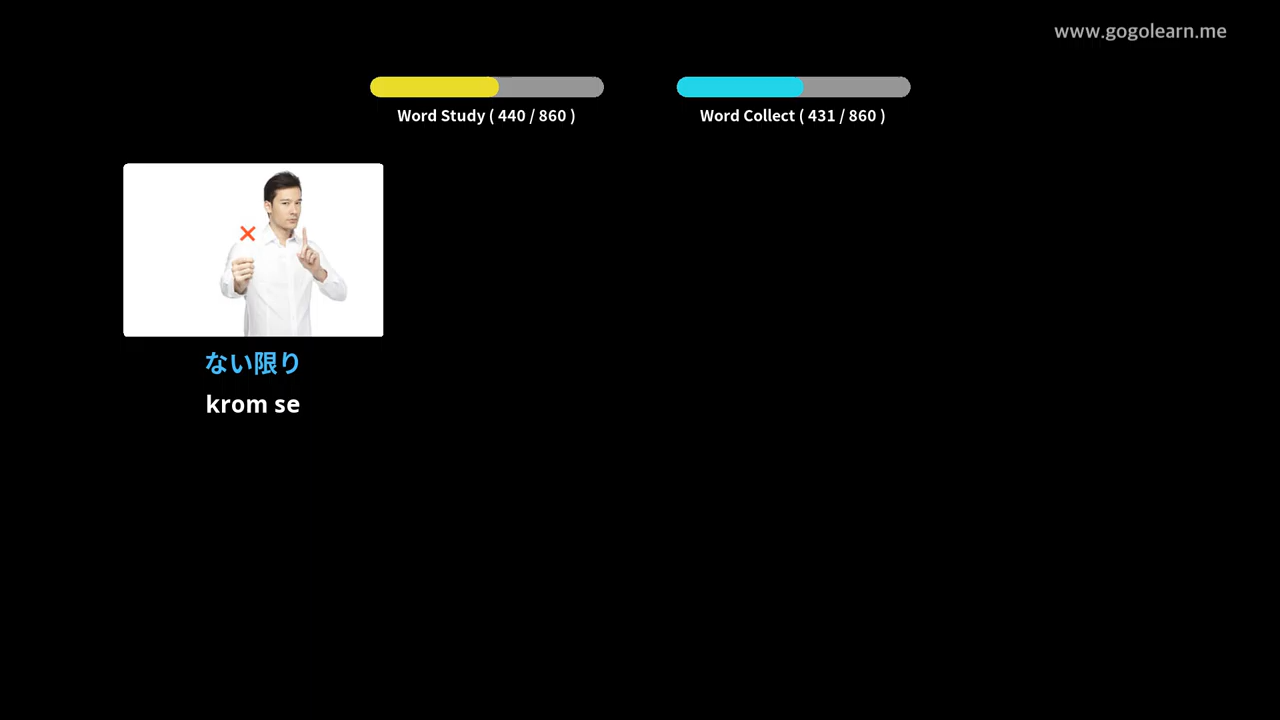 www.gogolearn.me
Word Study ( 440 / 860 )
Word Collect ( 431 / 860 )
ない限り
krom se